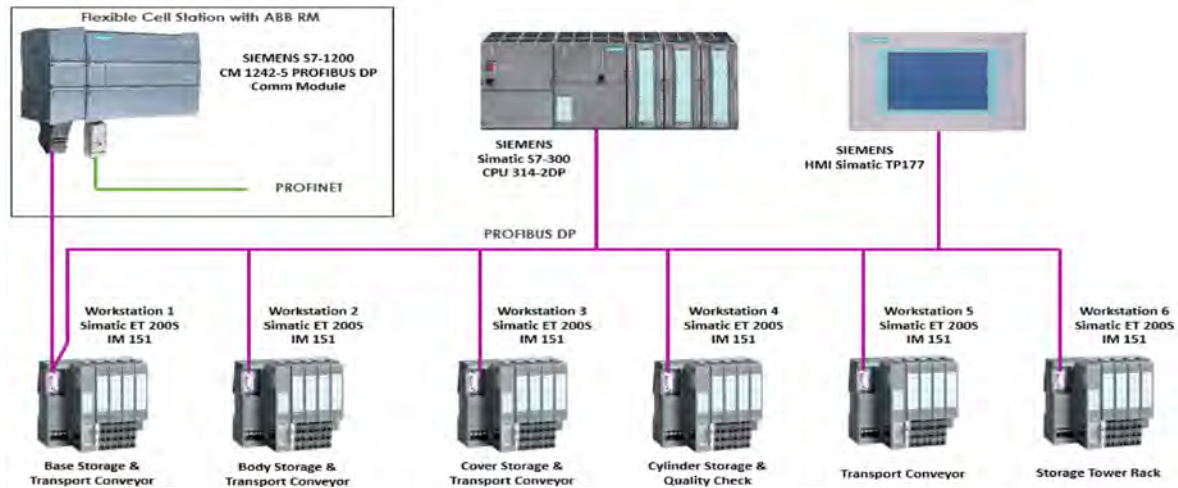 Flexible Cell Station with ABB RM
SIEMENS S7-1200
CM 1242-5 PROFIBUS DP
Comm Module
PROFINET
SIEMENS
Simatic S7-300
CPU 314-2DP
SIEMENS
HMI Simatic TP177
PROFIBUS DP
Workstation 1
Simatic ET 200S
IM 151
Workstation 2
Simatic ET 200S
IM 151
Workstation 3
Simatic ET 200S
IM 151
Workstation 4
Simatic ET 200S
IM 151
Workstation 5
Simatic ET 200S
IM 151
Workstation 6
Simatic ET 200S
IM 151
Base Storage &
Transport Conveyor
Body Storage &
Transport Conveyor
Cover Storage &
Transport Conveyor
Cylinder Storage &
Quality Check
Transport Conveyor
Storage Tower Rack